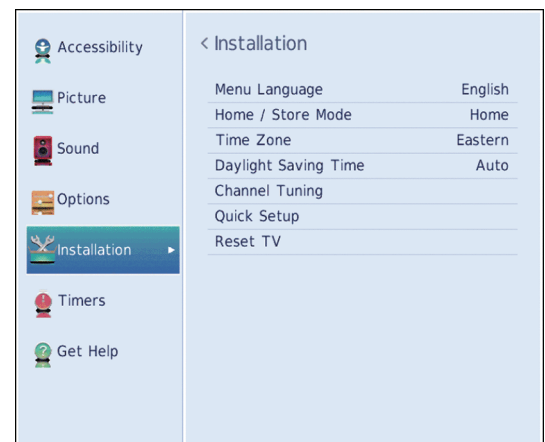 Accessibility
Picture
Sound
Options
Installation
Timers
Get Help
< Installation
Menu Language English
Home / Store Mode Home
Time Zone Eastern
Daylight Saving Time Auto
Channel Tuning
Quick Setup
Reset TV